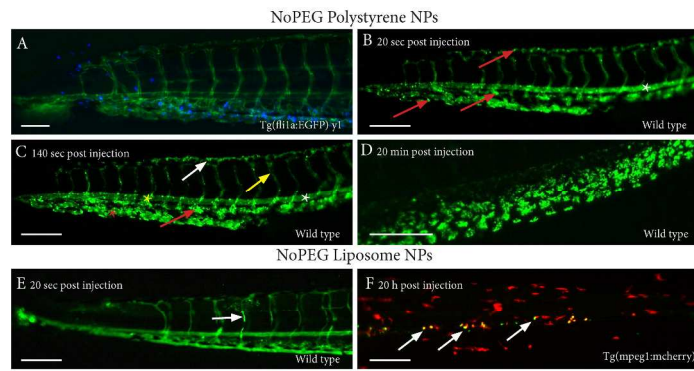 NoPEG Polystyrene NPs
A
Tg(fli1a:EGFP) y1
B 20 sec post injection
Wild type
C 140 sec post injection
Wild type
D 20 min post injection
Wild type
NoPEG Liposome NPs
E 20 sec post injection
Wild type
F 20 h post injection
Tg(mpeg1:mcherry)